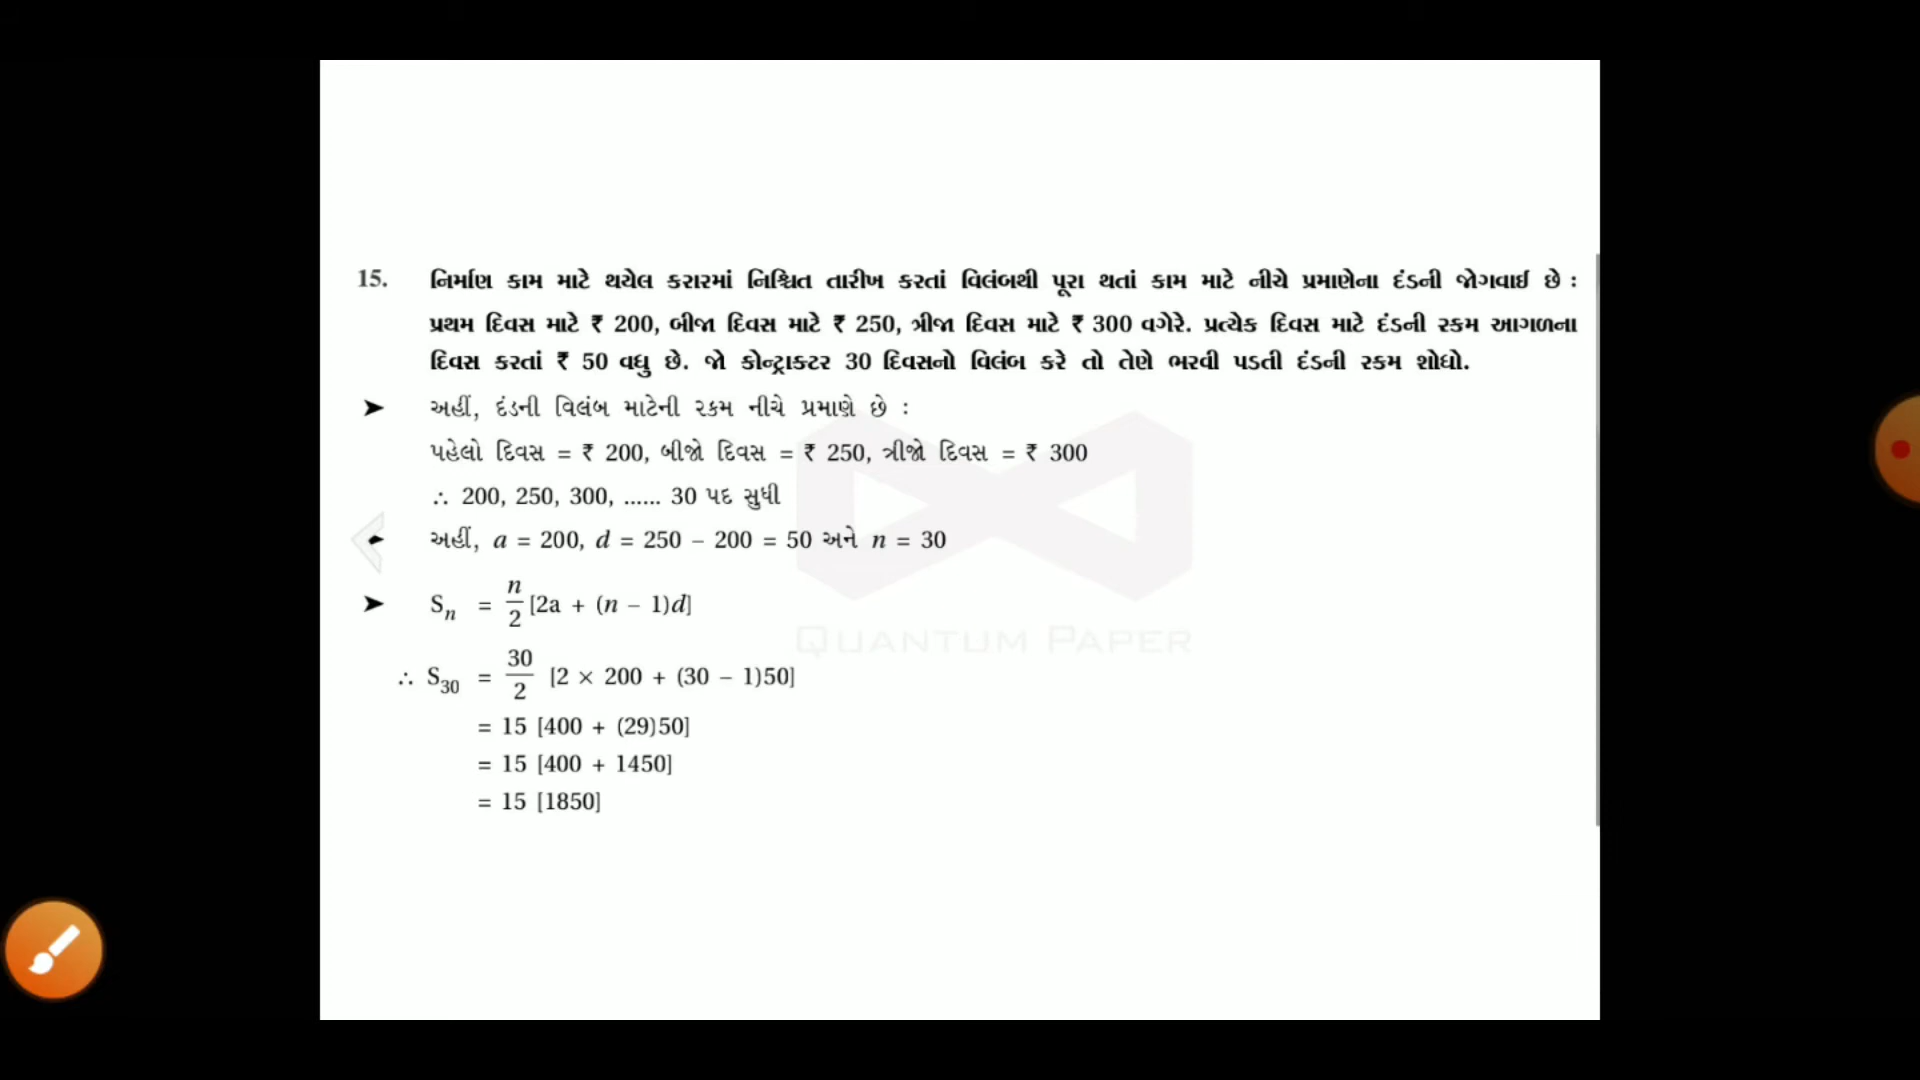 15. નિર્માણ કામ માટે થયેલ કરારમાં નિશ્ચિત તારીખ કરતાં વિલંબથી પૂરા થતાં કામ માટે નીચે પ્રમાણેના દંડની જોગવાઈ છે :
પ્રથમ દિવસ માટે ₹ 200, બીજા દિવસ માટે ₹ 250, ત્રીજા દિવસ માટે ₹ 300 વગેરે. પ્રત્યેક દિવસ માટે દંડની રકમ આગળના
દિવસ કરતાં ₹ 50 વધુ છે. જો કોન્ટ્રાક્ટર 30 દિવસનો વિલંબ કરે તો તેણે ભરવી પડતી દંડની રકમ શોધો.
➤ અહીં, દંડની વિલંબ માટેની રકમ નીચે પ્રમાણે છે :
પહેલો દિવસ = ₹ 200, બીજો દિવસ = ₹ 250, ત્રીજો દિવસ = ₹ 300
∴ 200, 250, 300, ...... 30 પદ સુધી
અહીં, a = 200, d = 250 – 200 = 50 અને n = 30
➤ Sn = n/2 [2a + (n – 1)d]
∴ S30 = 30/2 [2 × 200 + (30 – 1)50]
= 15 [400 + (29)50]
= 15 [400 + 1450]
= 15 [1850]
QUANTUM PAPER